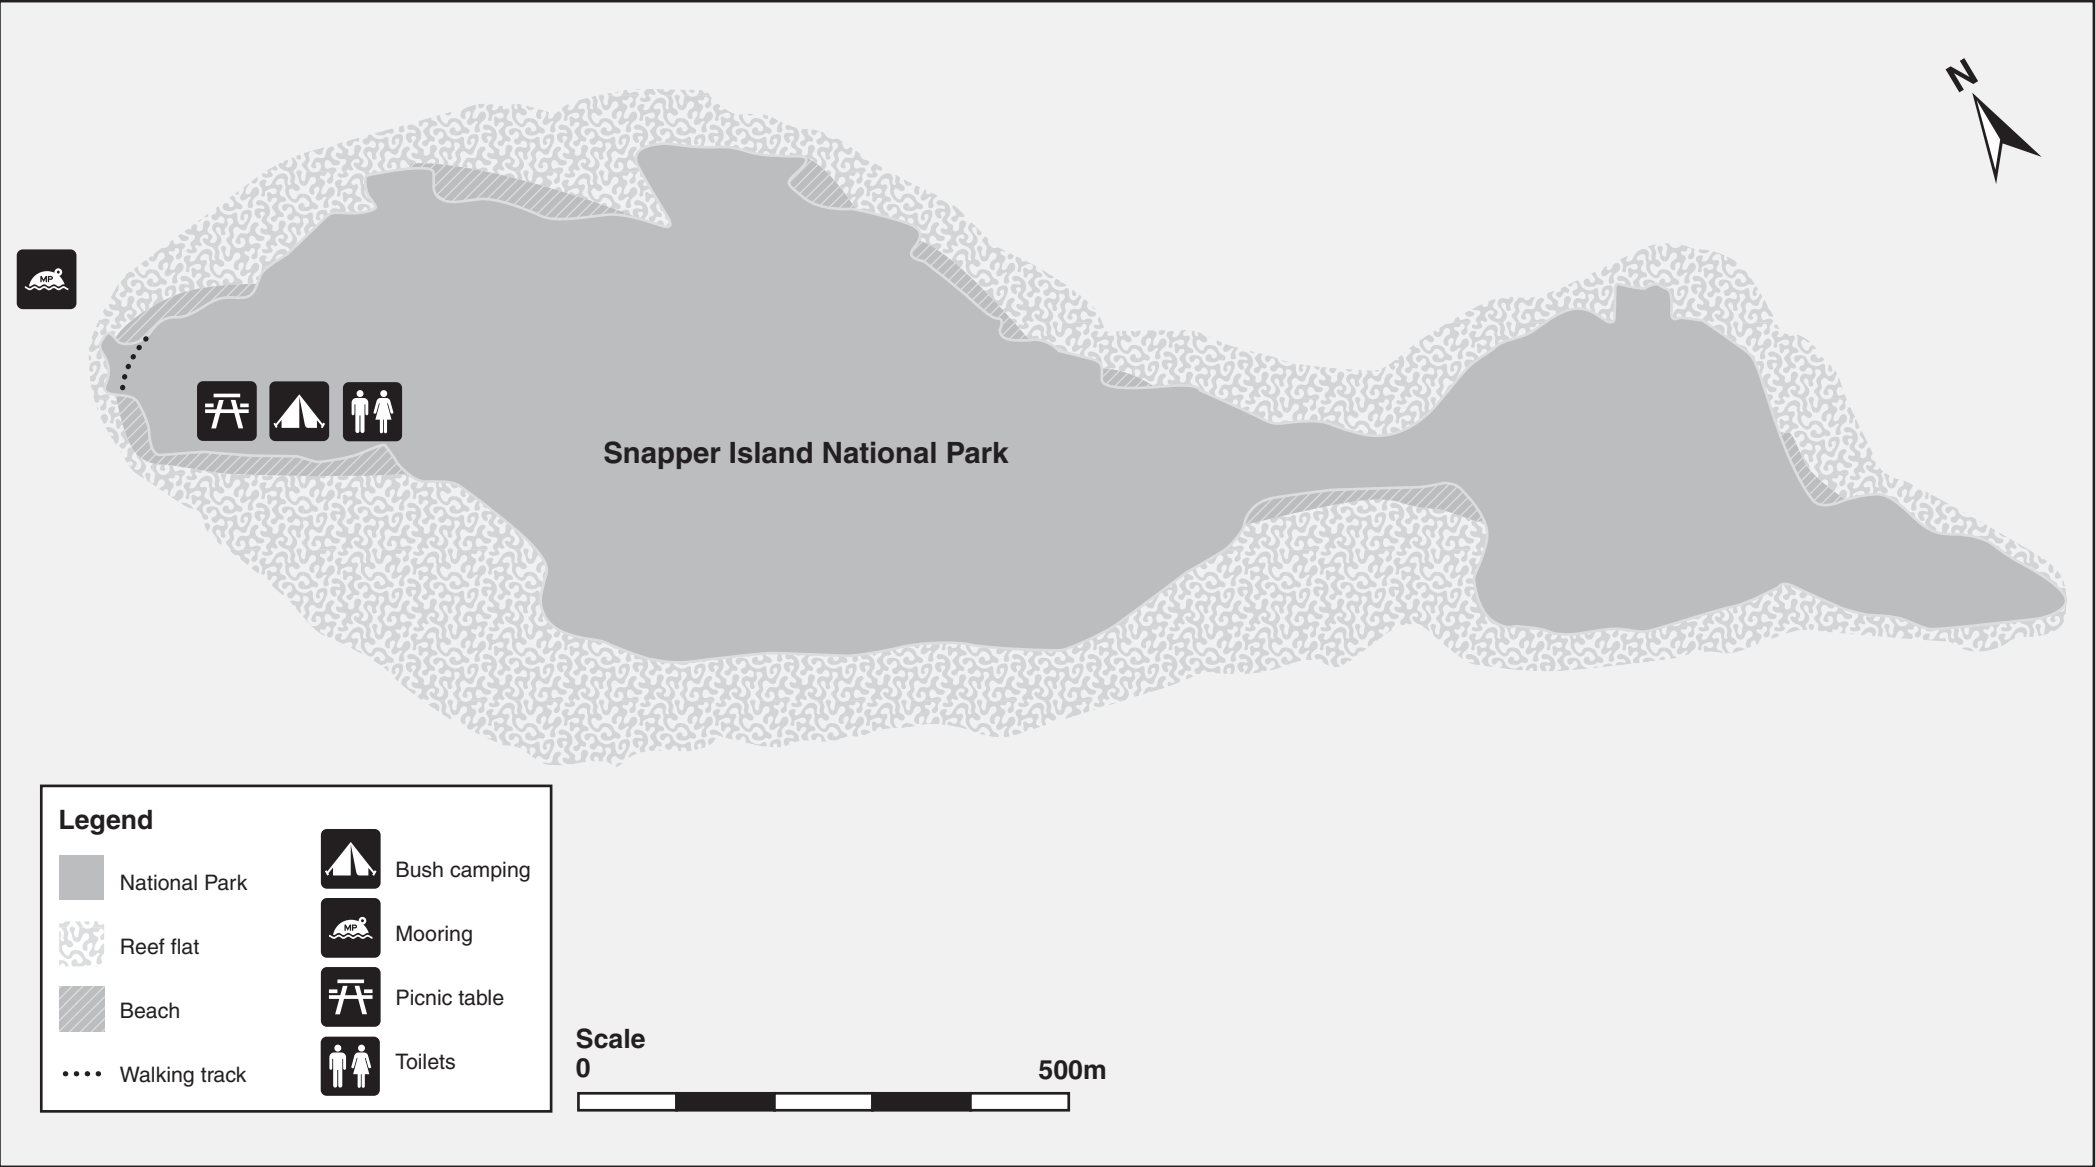 N
MP
Snapper Island National Park
Legend
National Park
Reef flat
Beach
Walking track
Bush camping
MP
Mooring
Picnic table
Toilets
Scale
0
500m